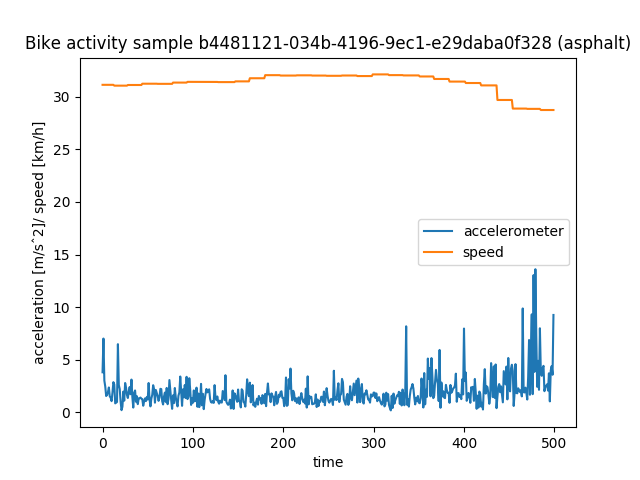 Bike activity sample b4481121-034b-4196-9ec1-e29daba0f328 (asphalt)
acceleration [m/s^2]/ speed [km/h]
30
25
20
15
10
5
0
accelerometer
speed
0 100 200 300 400 500
time